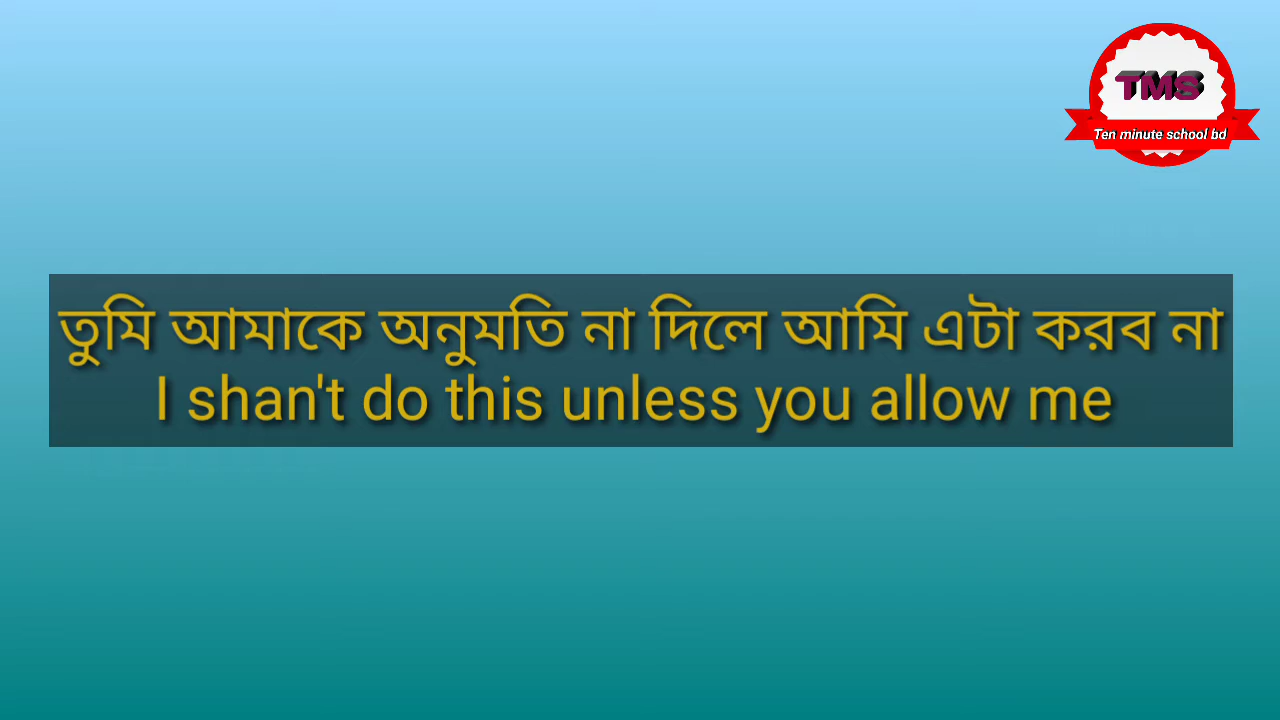 TMS
Ten minute school bd
তুমি আমাকে অনুমতি না দিলে আমি এটা করব না
I shan't do this unless you allow me